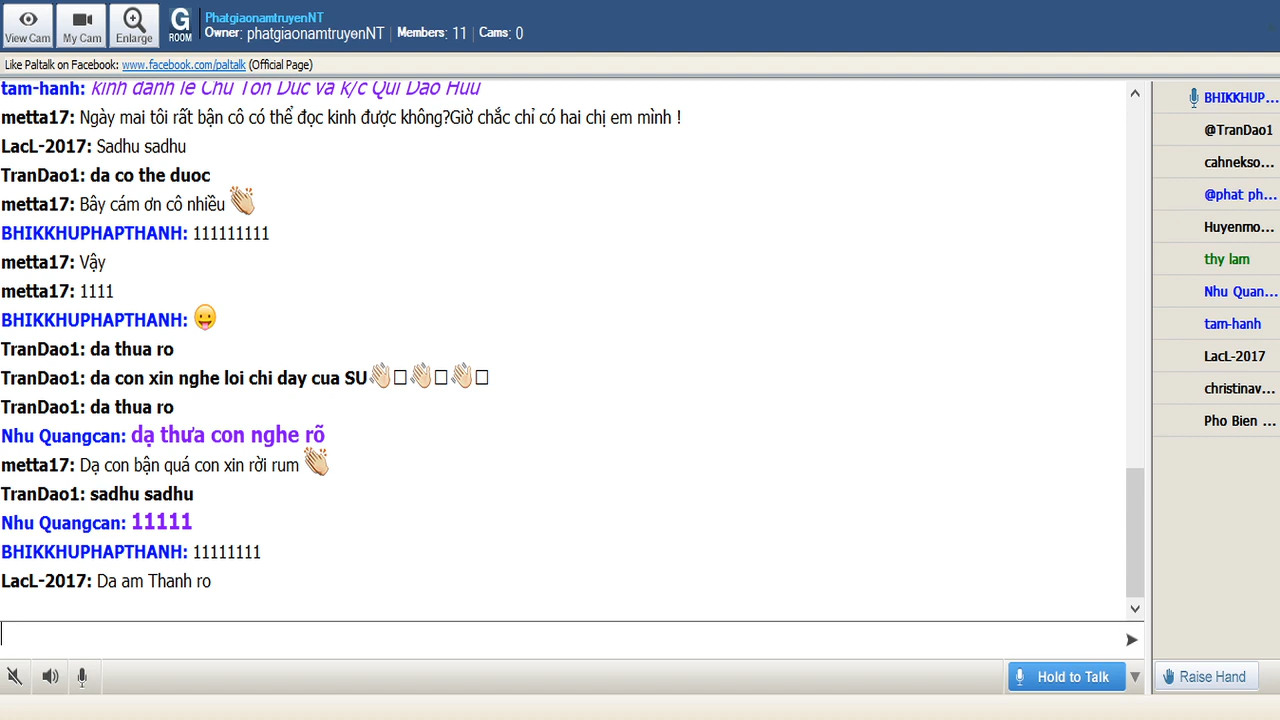 View Cam
My Cam
Enlarge
G
ROOM
PhatgiaonamtruyenNT
Owner: phatgiaonamtruyenNT | Members: 11 | Cams: 0
Like Paltalk on Facebook: www.facebook.com/paltalk (Official Page)
tam-hanh: kinh danh le Chu Ton Duc va k/c Qui Dao Huu
metta17: Ngày mai tôi rất bận cô có thể đọc kinh được không?Giờ chắc chỉ có hai chị em mình !
LacL-2017: Sadhu sadhu
TranDao1: da co the duoc
metta17: Bây cám ơn cô nhiều
BHIKKHUPHAPTHANH: 111111111
metta17: Vậy
metta17: 1111
BHIKKHUPHAPTHANH:
TranDao1: da thua ro
TranDao1: da con xin nghe loi chi day cua SU
TranDao1: da thua ro
Nhu Quangcan: dạ thưa con nghe rõ
metta17: Dạ con bận quá con xin rời rum
TranDao1: sadhu sadhu
Nhu Quangcan: 11111
BHIKKHUPHAPTHANH: 11111111
LacL-2017: Da am Thanh ro
Hold to Talk
BHIKKHUP...
@TranDao1
cahnekso...
@phat ph...
Huyenmo...
thy lam
Nhu Quan...
tam-hanh
LacL-2017
christinav...
Pho Bien ...
Raise Hand